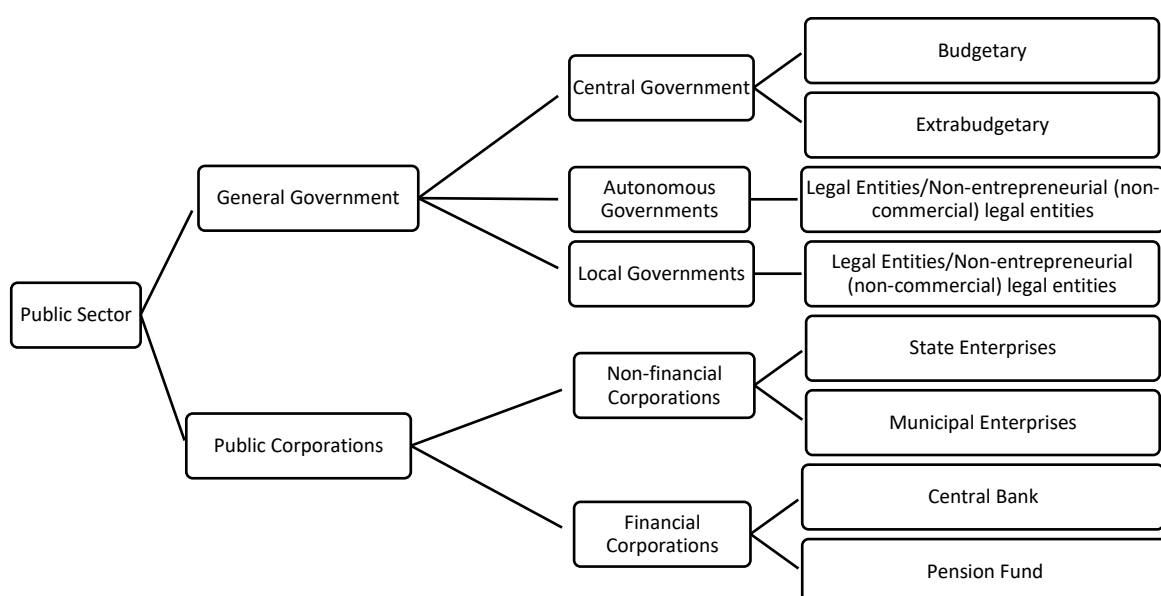 Public Sector
General Government
Central Government
Budgetary
Extrabudgetary
Autonomous
Governments
Legal Entities/Non-entrepreneurial (non-
commercial) legal entities
Local Governments
Legal Entities/Non-entrepreneurial
(non-commercial) legal entities
Public Corporations
Non-financial
Corporations
State Enterprises
Municipal Enterprises
Financial
Corporations
Central Bank
Pension Fund